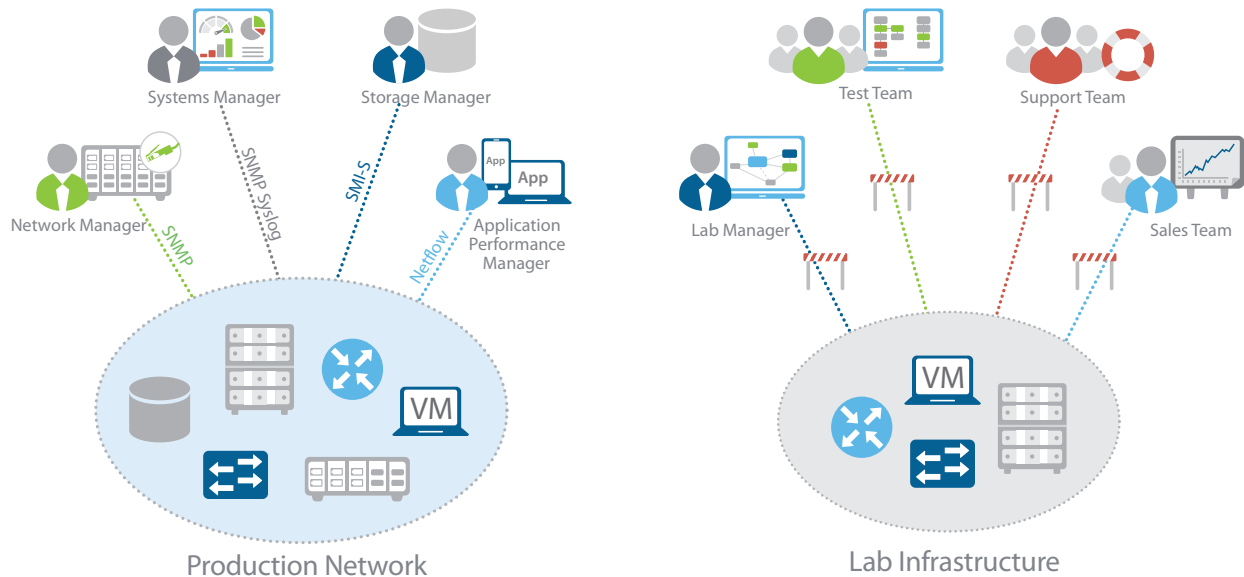 Systems Manager
Storage Manager
Network Manager
App
App
Application
Performance
Manager
SNMP
SNMP Syslog
SMI-S
Netflow
VM
Production Network
Test Team
Support Team
Lab Manager
Sales Team
VM
Lab Infrastructure